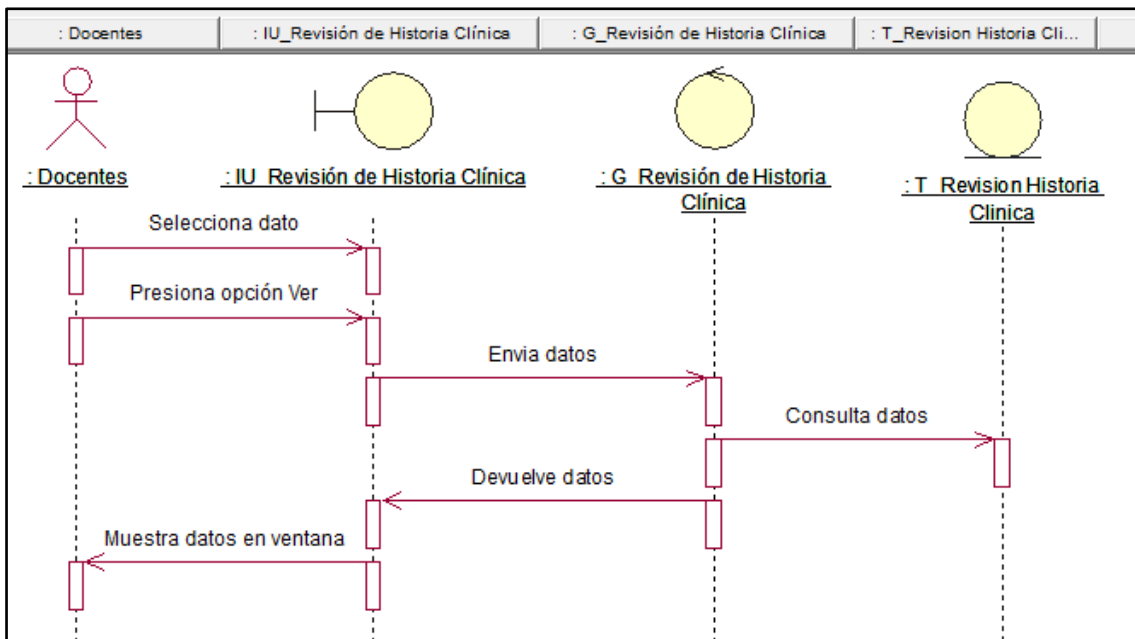 : Docentes
: IU_Revisión de Historia Clínica
: G_Revisión de Historia Clínica
: T_Revision Historia Cli...
: Docentes
: IU_Revisión de Historia Clínica
: G_Revisión de Historia
Clínica
: T_Revision Historia
Clinica
Selecciona dato
Presiona opción Ver
Envia datos
Consulta datos
Devuelve datos
Muestra datos en ventana